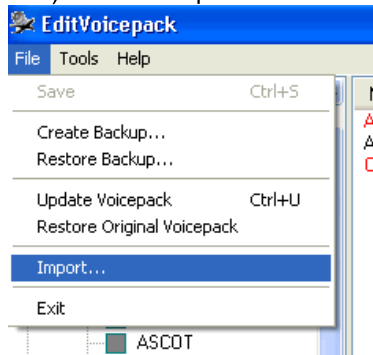 EditVoicepack
File Tools Help
Save Ctrl+S
Create Backup...
Restore Backup...
Update Voicepack Ctrl+U
Restore Original Voicepack
Import...
Exit
ASCOT